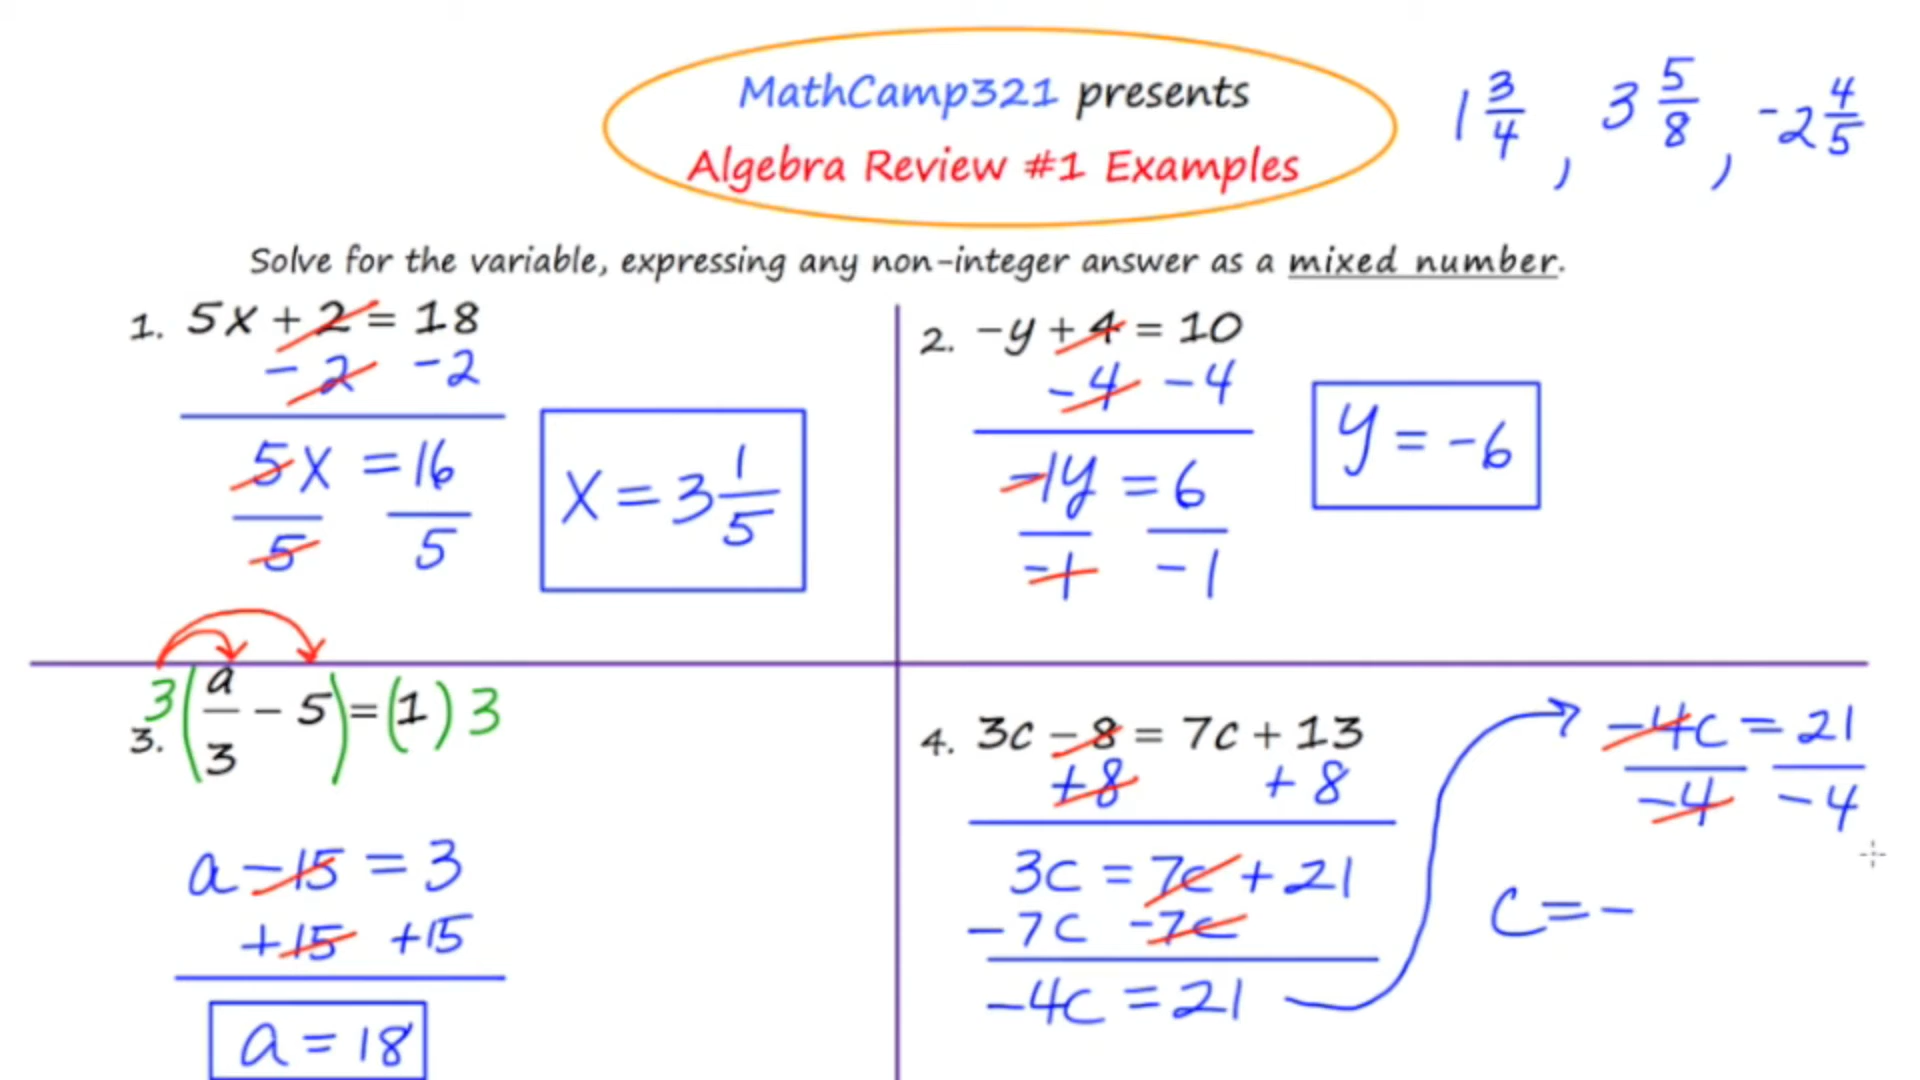 MathCamp321 presents
Algebra Review #1 Examples
1 3/4 , 3 5/8 , -2 4/5
Solve for the variable, expressing any non-integer answer as a mixed number.
1. 5x + 2 = 18
- 2 -2
5x = 16
5 5
x = 3 1/5
2. -y + 4 = 10
-4 -4
-1y = 6
-1 -1
y = -6
3. 3(a/3 - 5) = (1)3
a - 15 = 3
+15 +15
a = 18
4. 3c - 8 = 7c + 13
+8 +8
3c = 7c + 21
-7c -7c
-4c = 21
-4c = 21
-4 -4
c = -